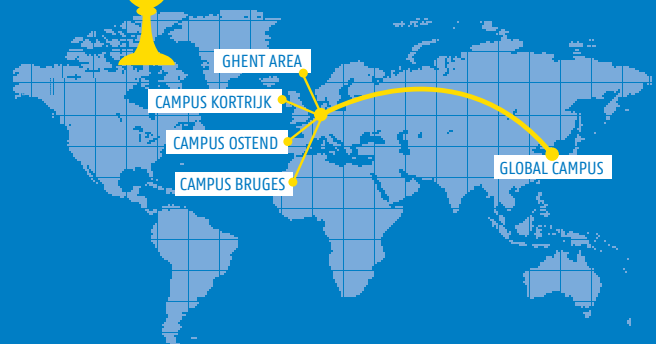 GHENT AREA
CAMPUS KORTRIJK
CAMPUS OSTEND
GLOBAL CAMPUS
CAMPUS BRUGES